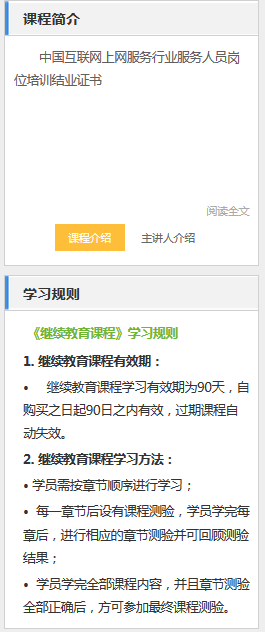 课程简介
中国互联网上网服务行业服务人员岗
位培训结业证书
阅读全文
课程介绍 主讲人介绍
学习规则
《继续教育课程》学习规则
1. 继续教育课程有效期：
• 继续教育课程学习有效期为90天，自
购买之日起90日之内有效，过期课程自
动失效。
2. 继续教育课程学习方法：
• 学员需按章节顺序进行学习；
• 每一章节后设有课程测验，学员学完每
章后，进行相应的章节测验并可回顾测验
结果；
• 学员学完全部课程内容，并且章节测验
全部正确后，方可参加最终课程测验。